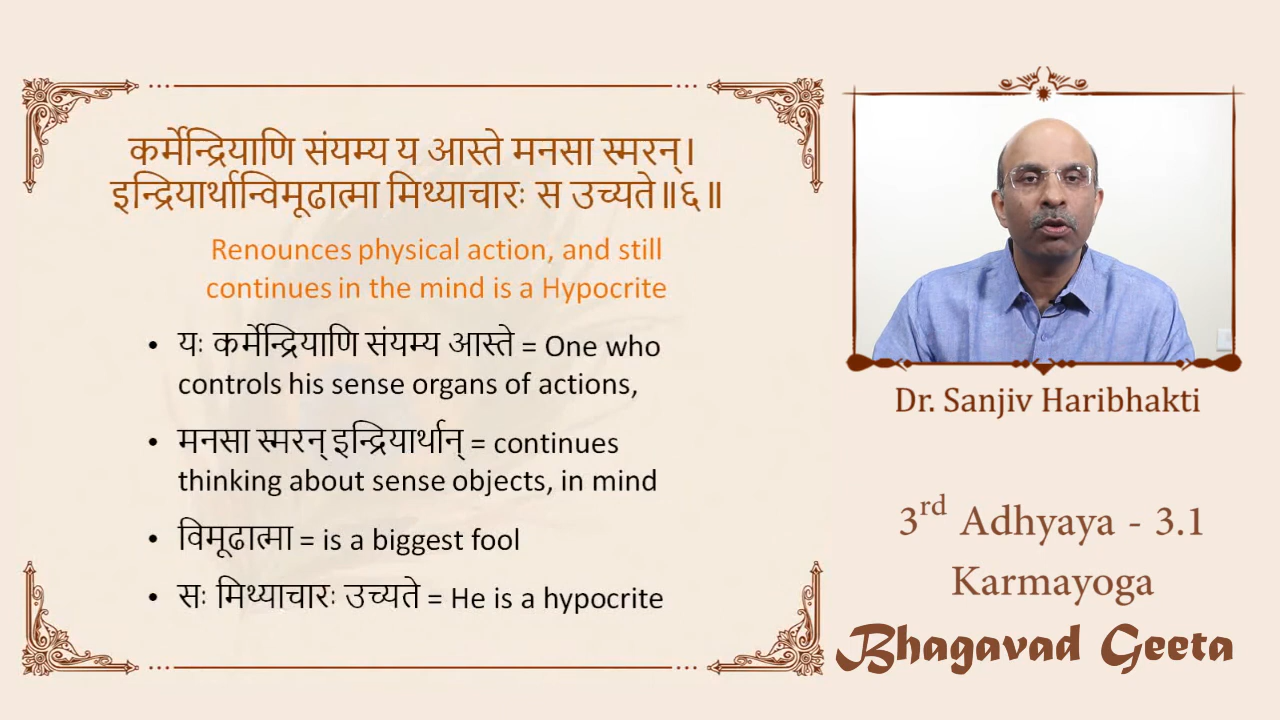 कर्मेन्द्रियाणि संयम्य य आस्ते मनसा स्मरन्।
इन्द्रियार्थान्विमूढात्मा मिथ्याचारः स उच्यते॥६॥
Renounces physical action, and still
continues in the mind is a Hypocrite
• यः कर्मेन्द्रियाणि संयम्य आस्ते = One who
controls his sense organs of actions,
• मनसा स्मरन् इन्द्रियार्थान् = continues
thinking about sense objects, in mind
• विमूढात्मा = is a biggest fool
• सः मिथ्याचारः उच्यते = He is a hypocrite
Dr. Sanjiv Haribhakti
3rd Adhyaya - 3.1
Karmayoga
Bhagavad Geeta